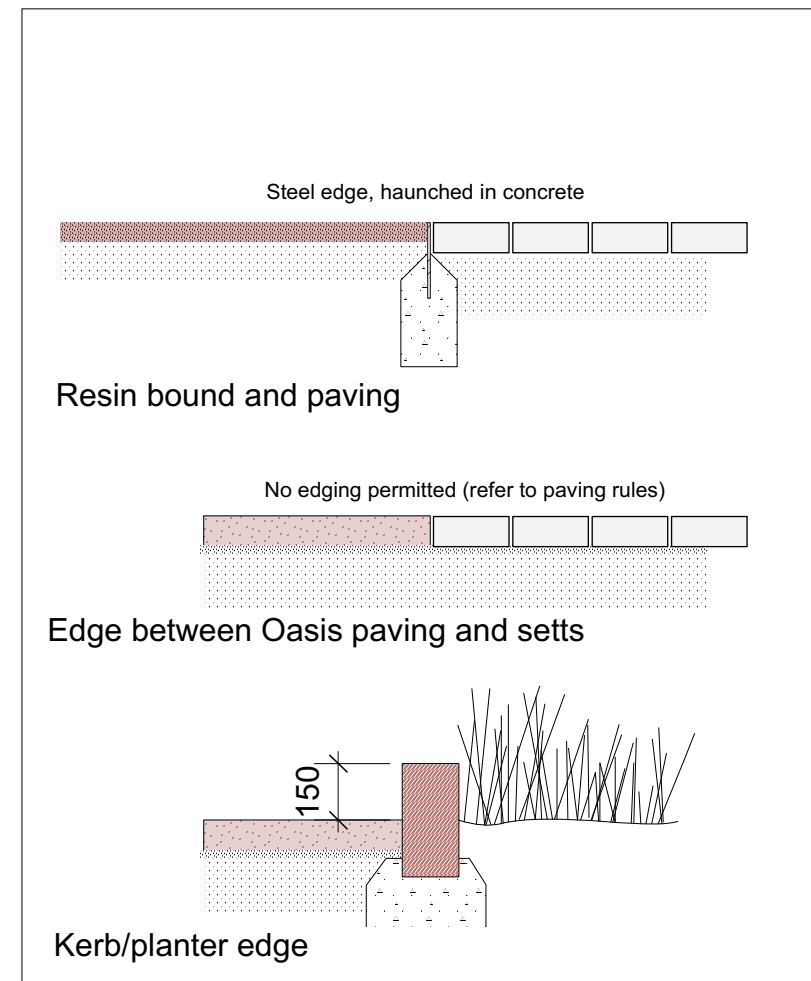 Steel edge, haunched in concrete
Resin bound and paving
No edging permitted (refer to paving rules)
Edge between Oasis paving and setts
150
Kerb/planter edge